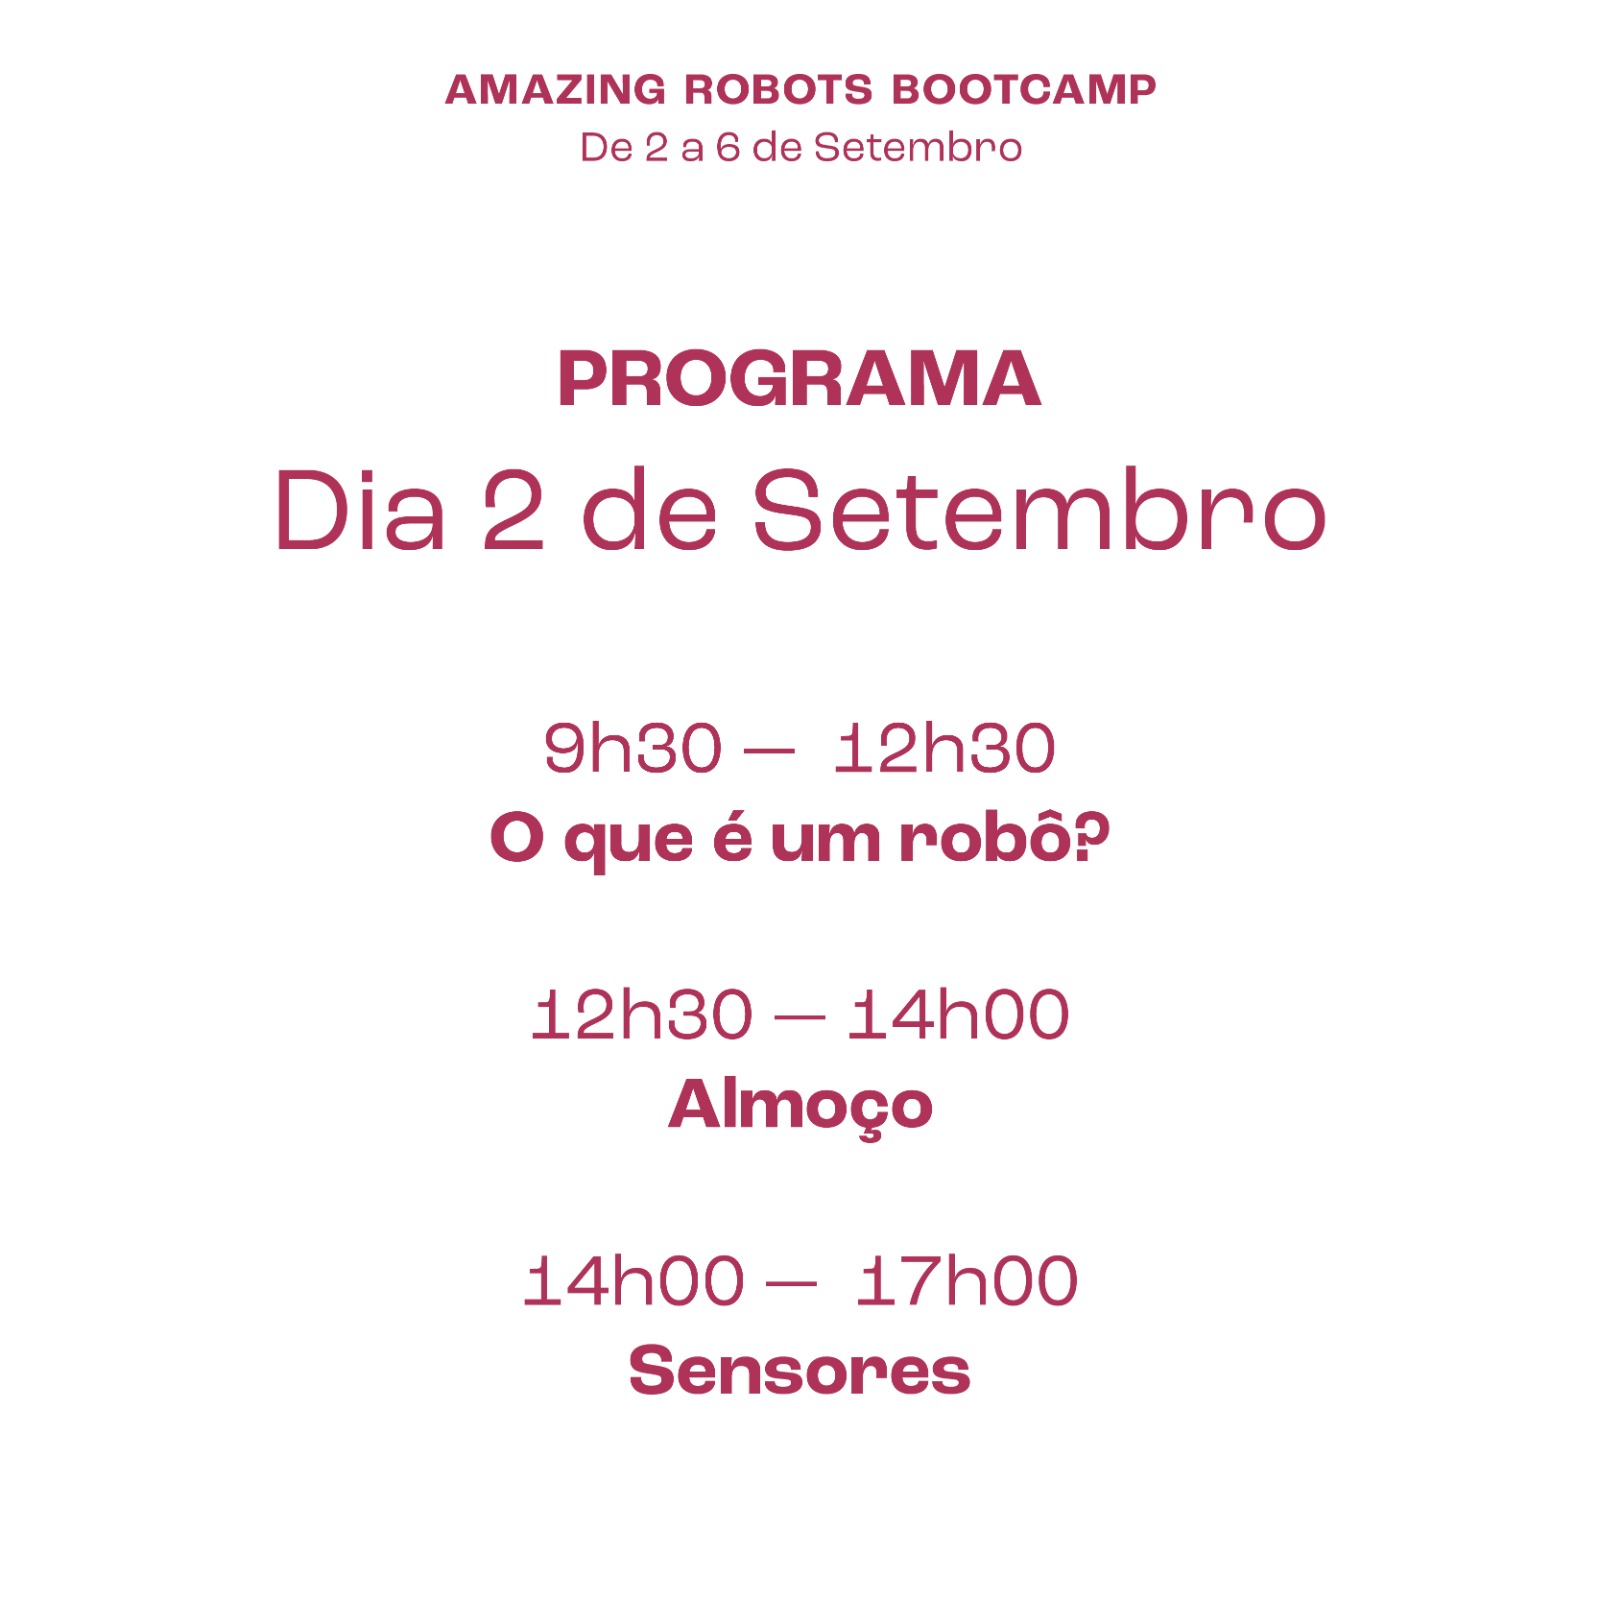 AMAZING ROBOTS BOOTCAMP
De 2 a 6 de Setembro
PROGRAMA
Dia 2 de Setembro
9h30 — 12h30
O que é um robô?
12h30 — 14h00
Almoço
14h00 — 17h00
Sensores